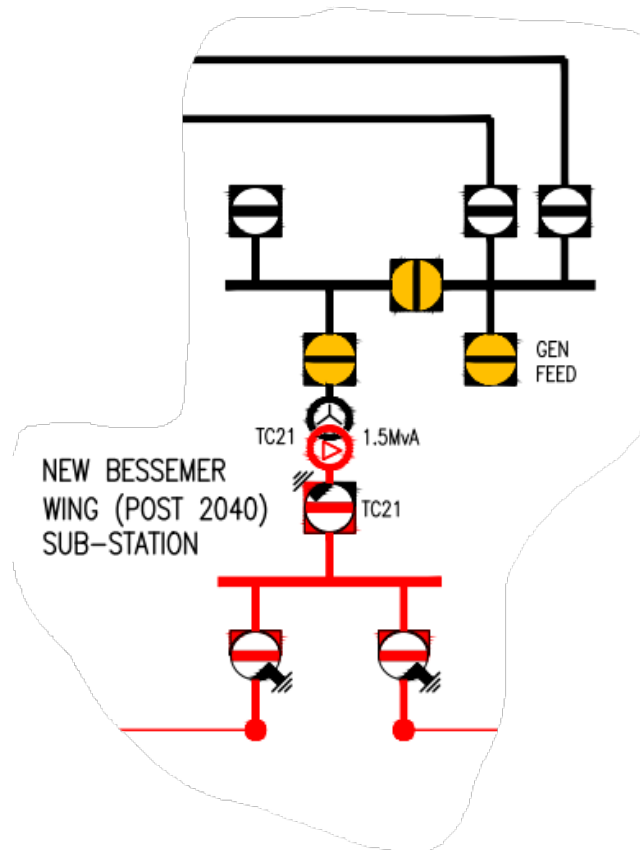 GEN
FEED
TC21
1.5MvA
NEW BESSEMER
WING (POST 2040)
SUB-STATION
TC21